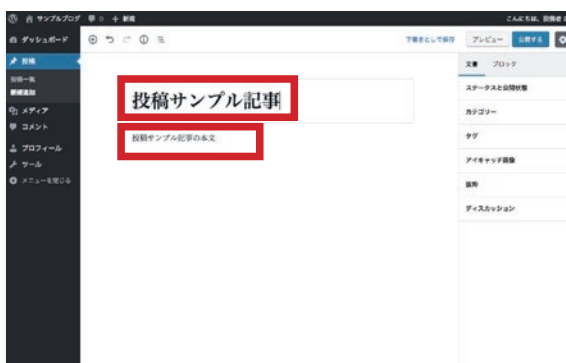 サンプルブログ 0 + 新規
こんにちは、投稿者
ダッシュボード
下書きとして保存 プレビュー 公開する
投稿
投稿一覧
新規追加
メディア
コメント
プロフィール
ツール
メニューを閉じる
投稿サンプル記事
投稿サンプル記事の本文
文書 ブロック
ステータスと公開状態
カテゴリー
タグ
アイキャッチ画像
抜粋
ディスカッション